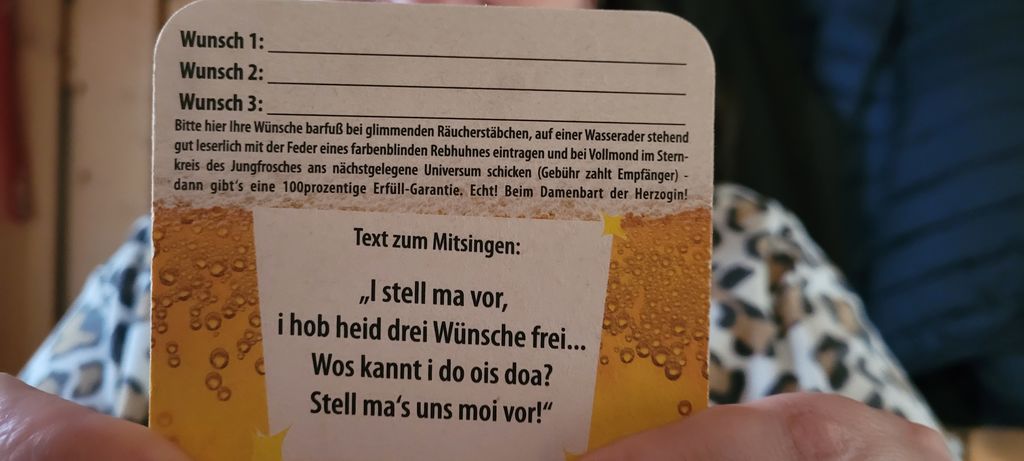 Wunsch 1:
Wunsch 2:
Wunsch 3:
Bitte hier Ihre Wünsche barfuß bei glimmenden Räucherstäbchen, auf einer Wasserader stehend
gut leserlich mit der Feder eines farbenblinden Rebhuhnes eintragen und bei Vollmond im Stern-
kreis des Jungfrosches ans nächstgelegene Universum schicken (Gebühr zahlt Empfänger) -
dann gibt's eine 100prozentige Erfüll-Garantie. Echt! Beim Damenbart der Herzogin!
Text zum Mitsingen:
„I stell ma vor,
i hob heid drei Wünsche frei...
Wos kannt i do ois doa?
Stell ma's uns moi vor!“